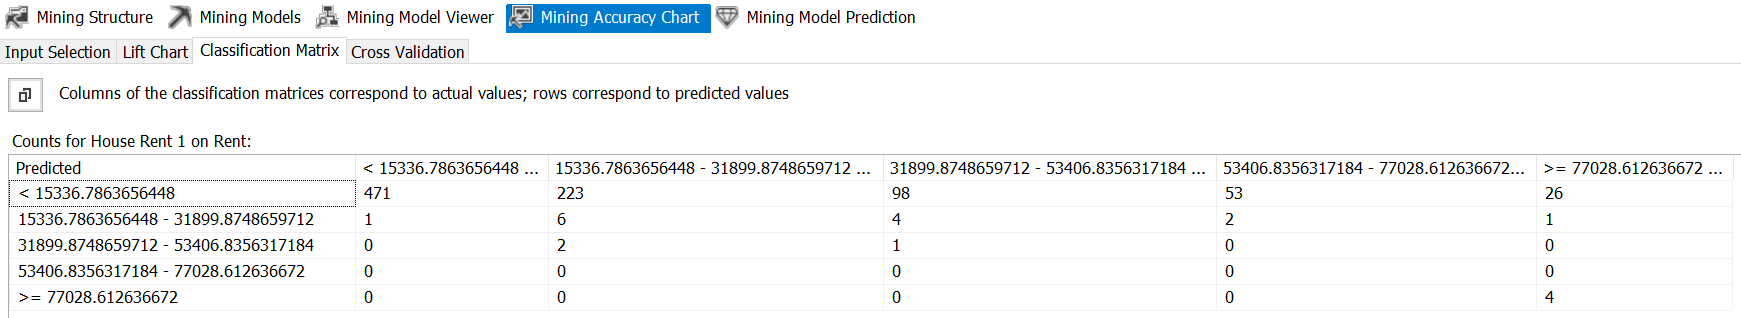 Mining Structure Mining Models Mining Model Viewer Mining Accuracy Chart Mining Model Prediction
Input Selection Lift Chart Classification Matrix Cross Validation
Columns of the classification matrices correspond to actual values; rows correspond to predicted values
Counts for House Rent 1 on Rent:
Predicted < 15336.7863656448 ... 15336.7863656448 - 31899.8748659712 ... 31899.8748659712 - 53406.8356317184 ... 53406.8356317184 - 77028.612636672... >= 77028.612636672 ...
< 15336.7863656448 471 223 98 53 26
15336.7863656448 - 31899.8748659712 1 6 4 2 1
31899.8748659712 - 53406.8356317184 0 2 1 0 0
53406.8356317184 - 77028.612636672 0 0 0 0 0
>= 77028.612636672 0 0 0 0 4